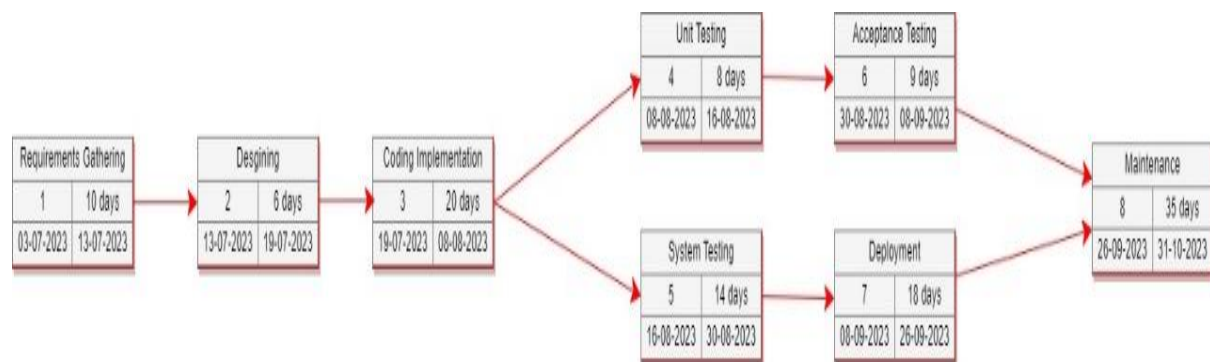 Requirements Gathering
1 10 days
03-07-2023 13-07-2023
Desgining
2 6 days
13-07-2023 19-07-2023
Coding Implementation
3 20 days
19-07-2023 08-08-2023
Unit Testing
4 8 days
08-08-2023 16-08-2023
Acceptance Testing
6 9 days
30-08-2023 08-09-2023
System Testing
5 14 days
16-08-2023 30-08-2023
Deployment
7 18 days
08-09-2023 26-09-2023
Maintenance
8 35 days
26-09-2023 31-10-2023